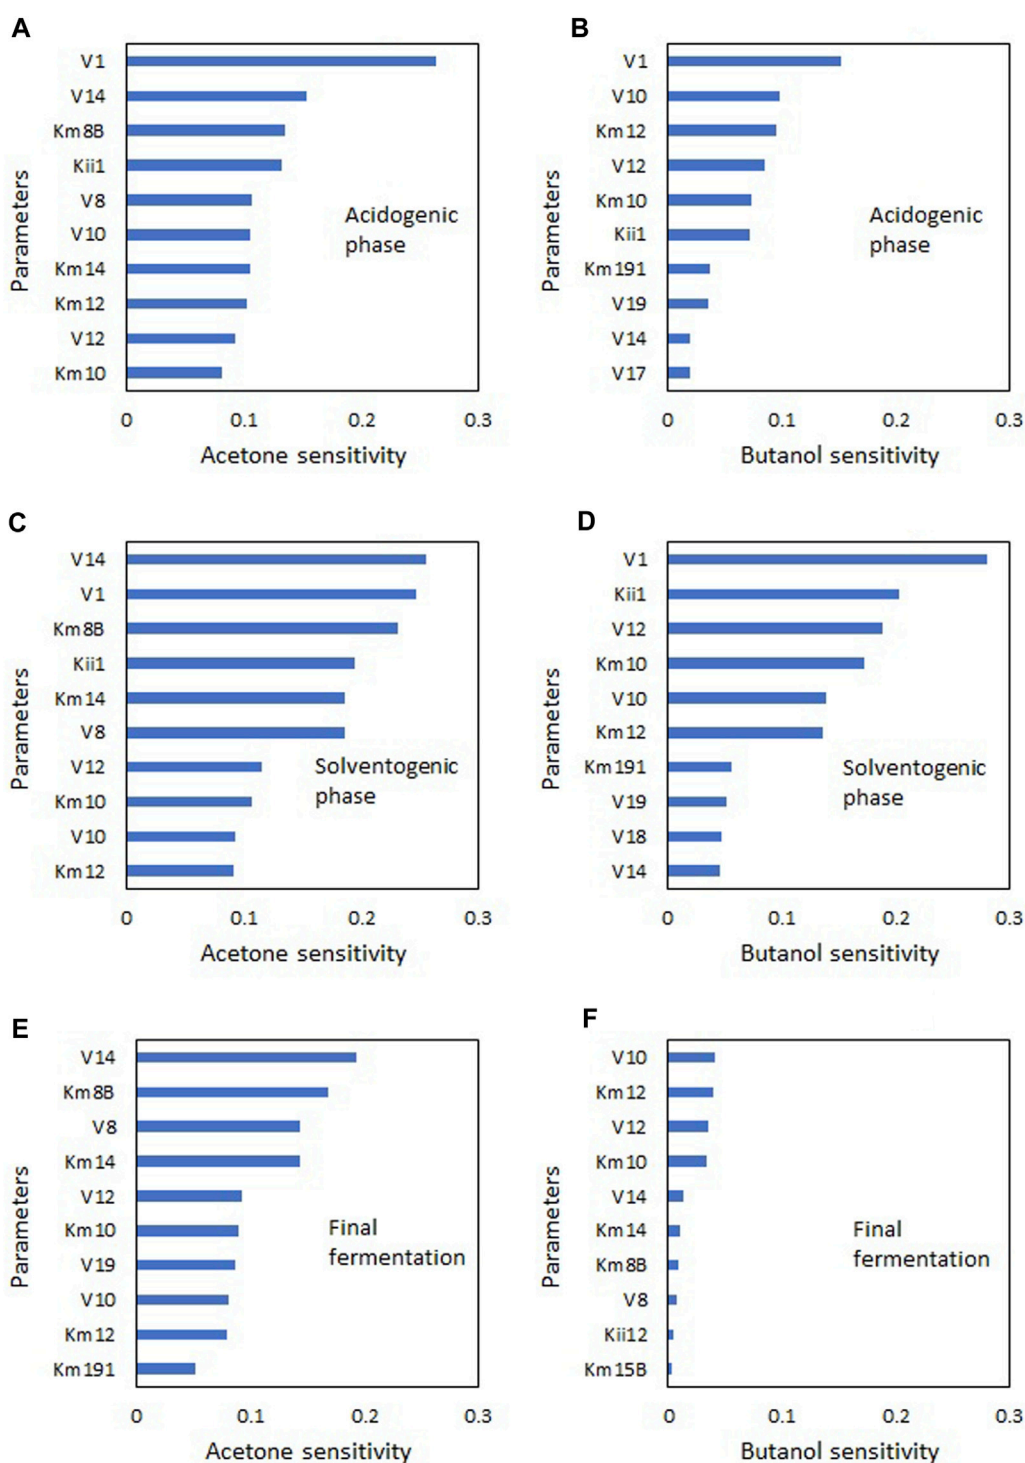 A
Parameters
V1
V14
Km8B
Kii1
V8
V10
Km14
Km12
V12
Km10
Acidogenic
phase
0 0.1 0.2 0.3
Acetone sensitivity
B
Parameters
V1
V10
Km12
V12
Km10
Kii1
Km191
V19
V14
V17
Acidogenic
phase
0 0.1 0.2 0.3
Butanol sensitivity
C
Parameters
V14
V1
Km8B
Kii1
Km14
V8
V12
Km10
V10
Km12
Solventogenic
phase
0 0.1 0.2 0.3
Acetone sensitivity
D
Parameters
V1
Kii1
V12
Km10
V10
Km12
Km191
V19
V18
V14
Solventogenic
phase
0 0.1 0.2 0.3
Butanol sensitivity
E
Parameters
V14
Km8B
V8
Km14
V12
Km10
V19
V10
Km12
Km191
Final
fermentation
0 0.1 0.2 0.3
Acetone sensitivity
F
Parameters
V10
Km12
V12
Km10
V14
Km14
Km8B
V8
Kii12
Km15B
Final
fermentation
0 0.1 0.2 0.3
Butanol sensitivity